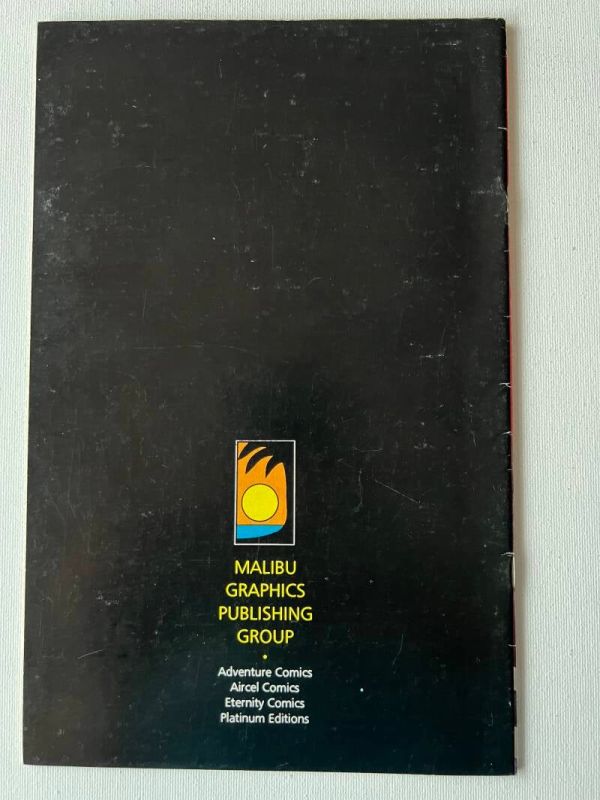 MALIBU
GRAPHICS
PUBLISHING
GROUP
•
Adventure Comics
Aircel Comics
Eternity Comics
Platinum Editions